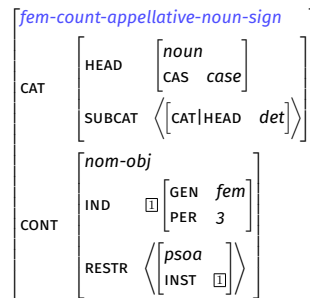 fem-count-appellative-noun-sign
HEAD noun
CAS case
CAT
SUBCAT ⟨[CAT|HEAD det]⟩
nom-obj
IND 1 GEN fem
PER 3
CONT
RESTR ⟨[psoa
INST 1]⟩